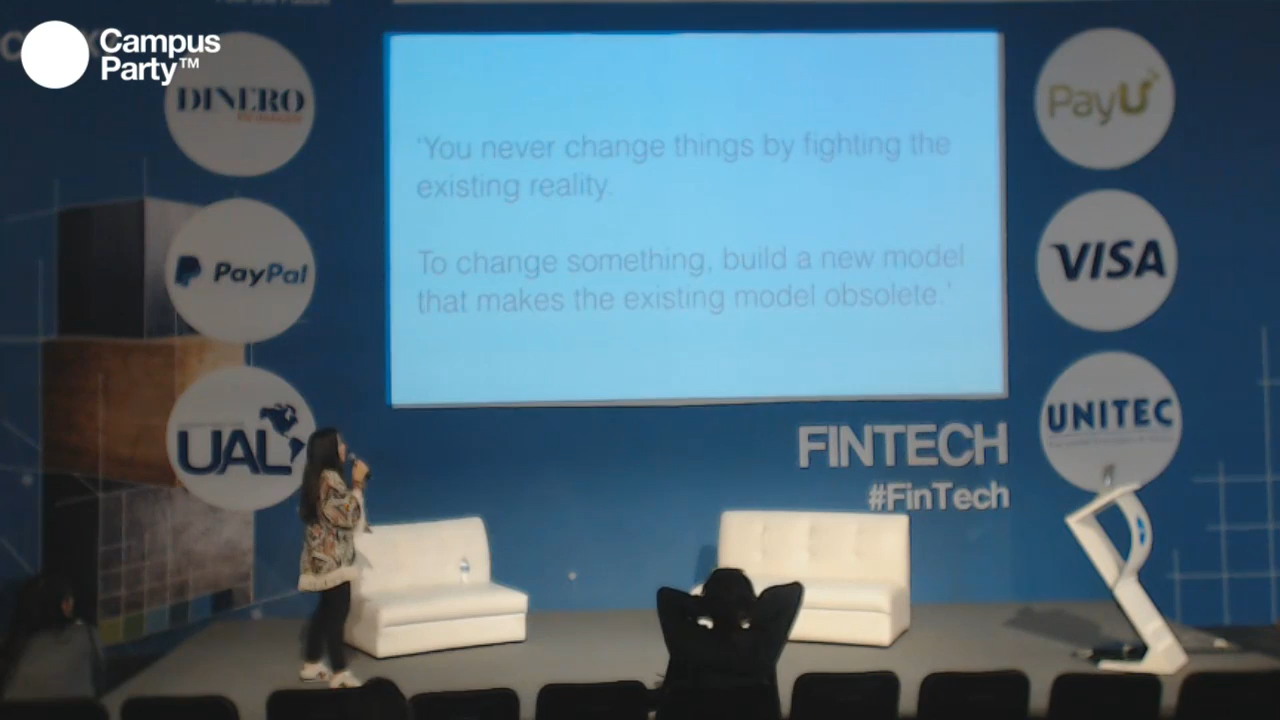 Campus
Party™
DINERO
PayPal
UAL
'You never change things by fighting the
existing reality.
To change something, build a new model
that makes the existing model obsolete.'
FINTECH
#FinTech
PayU
VISA
UNITEC